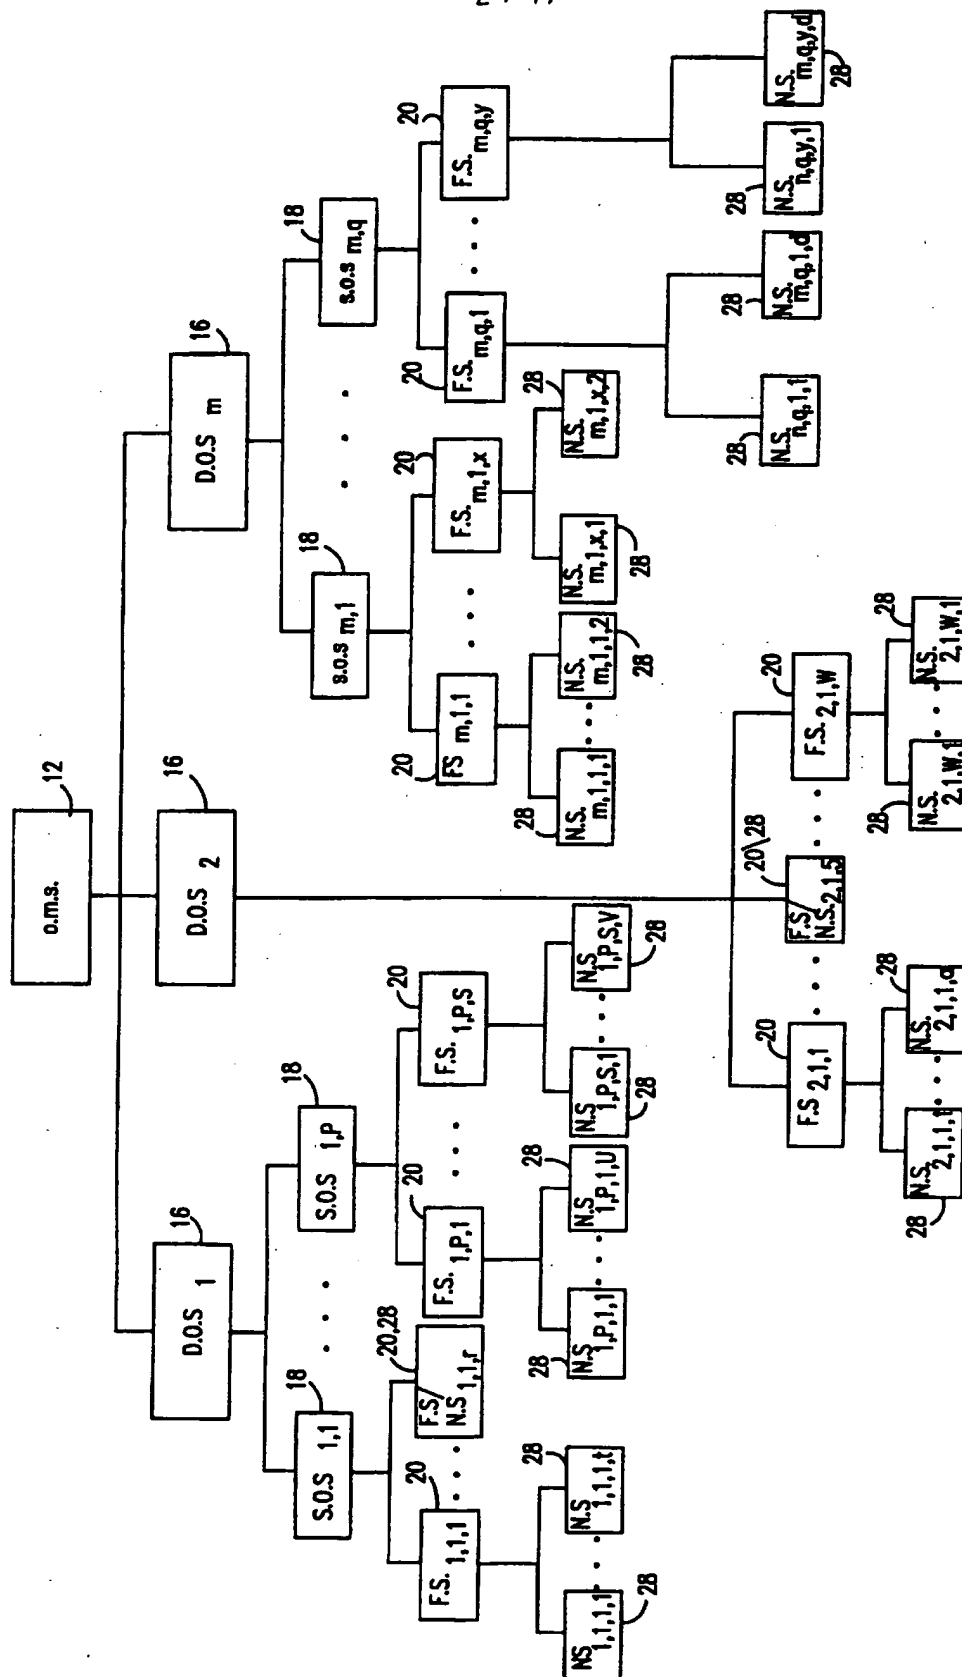 o.m.s. 12
D.O.S 1 16
D.O.S 2 16
D.O.S m 16
S.O.S 1,1 18
S.O.S 1,P 18
S.O.S m,1 18
S.O.S m,q 18
F.S. 1,1,1 20
F.S N.S 1,1,r 20,28
F.S. 1,P,1 20
F.S. 1,P,S 20
FS m,1,1 20
F.S. m,1,x 20
F.S. m,q,1 20
F.S. m,q,y 20
NS 1,1,1,1 28
N.S 1,1,1,t 28
N.S 1,P,1,1 28
N.S 1,P,1,U 28
N.S 1,P,S,1 28
N.S 1,P,S,V 28
N.S. m,1,1,1 28
N.S. m,1,1,2 28
N.S. m,1,x,1 28
N.S. m,1,x,2 28
N.S. n,q,1,1 28
N.S. m,q,1,d 28
N.S. n,q,y,1 28
N.S. m,q,y,d 28
F.S 2,1,1 20
F.S N.S. 2,1,5 20\28
F.S. 2,1,W 20
N.S. 2,1,1,1 28
N.S. 2,1,1,q 28
N.S. 2,1,W,1 28
N.S. 2,1,W,1 28